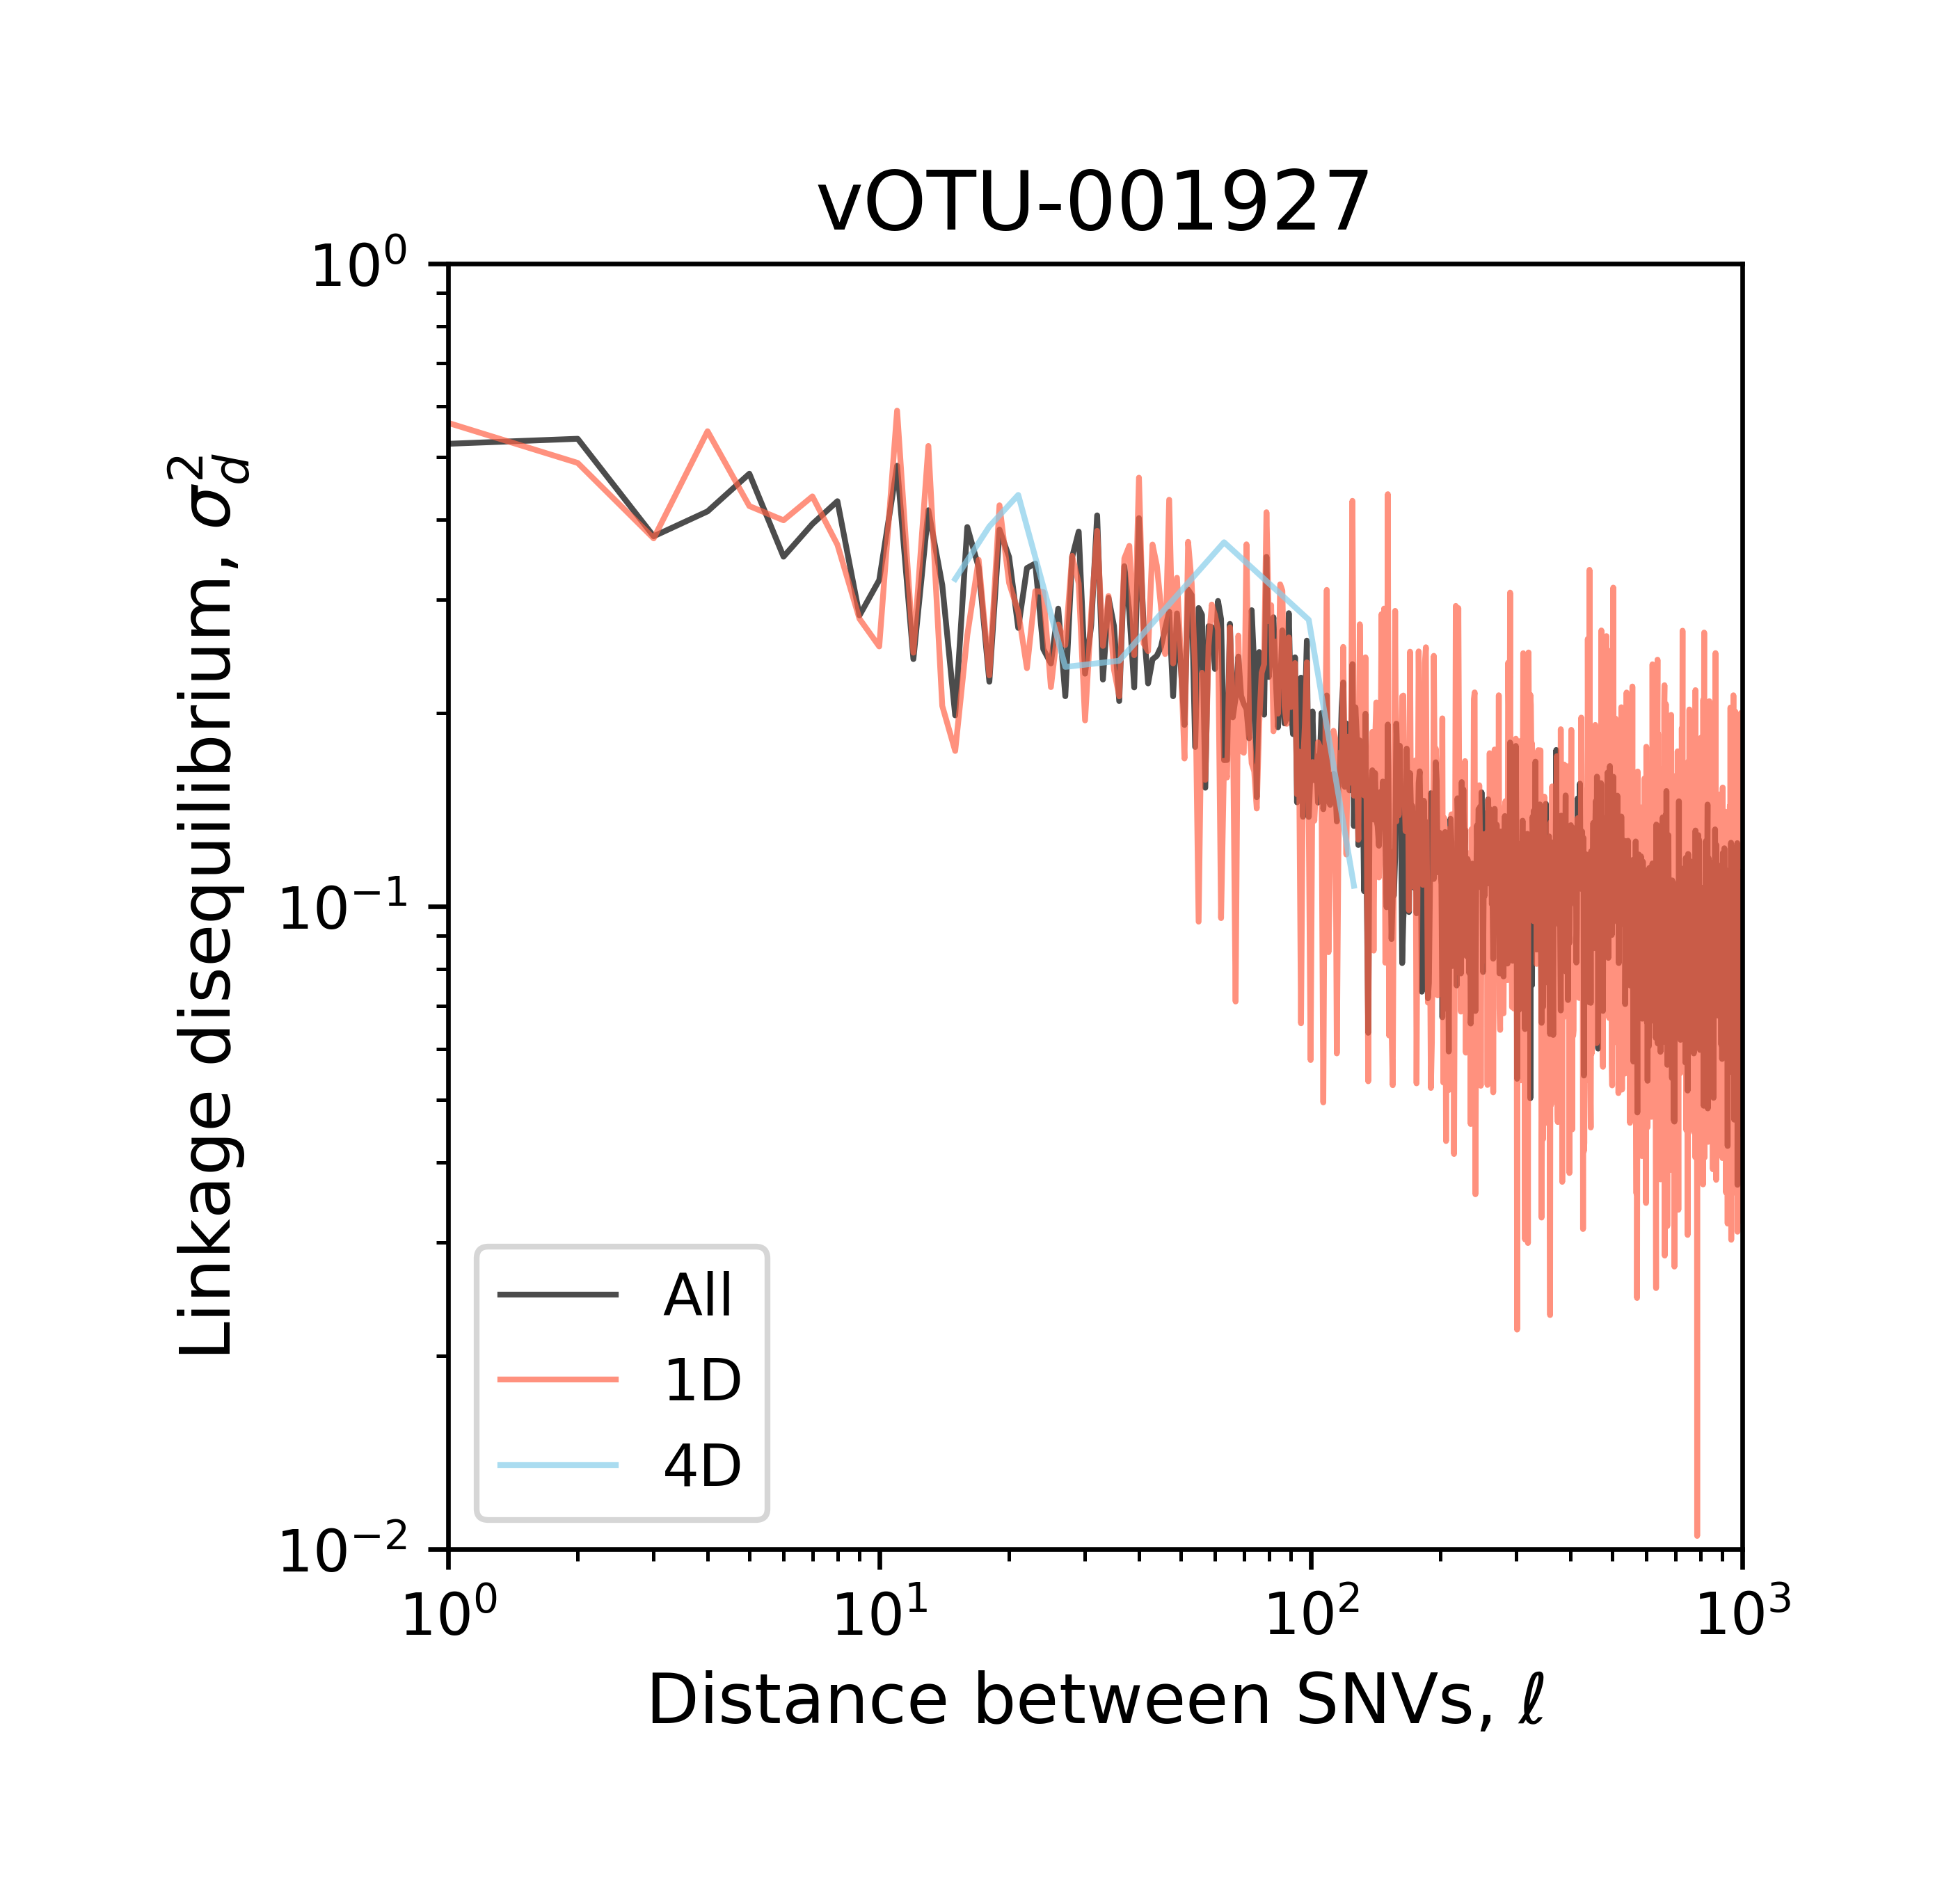 vOTU-001927
10⁰
10⁻¹
10⁻²
Linkage disequilibrium, σ²_d
All
1D
4D
10⁰ 10¹ 10² 10³
Distance between SNVs, ℓ